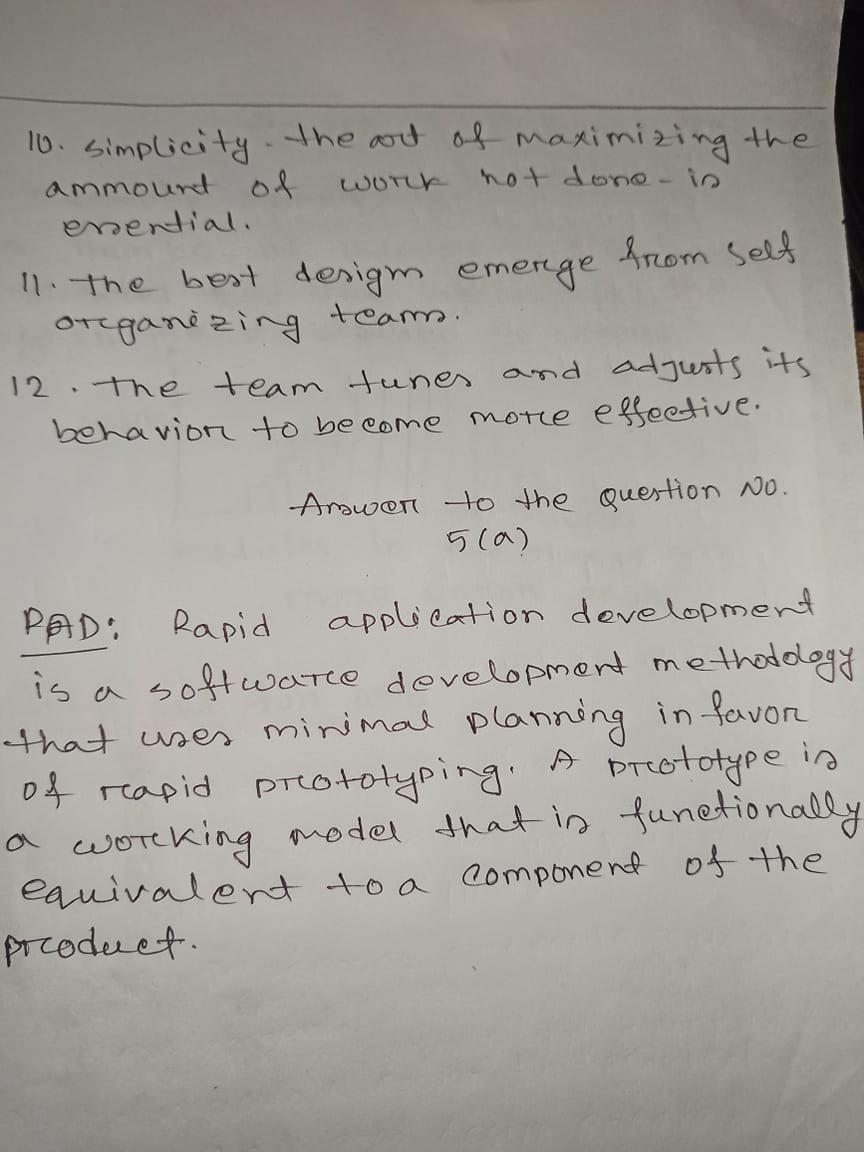 10. simplicity - the art of maximizing the
ammount of work not done - is
essential.
11. the best design emerge from self
organizing teams.
12. The team tunes and adjusts its
behavior to become more effective.
Answer to the question No.
5(a)
RAD: Rapid application development
is a software development methodology
that uses minimal planning in favor
of rapid prototyping. A prototype is
a working model that is functionally
equivalent to a component of the
product.